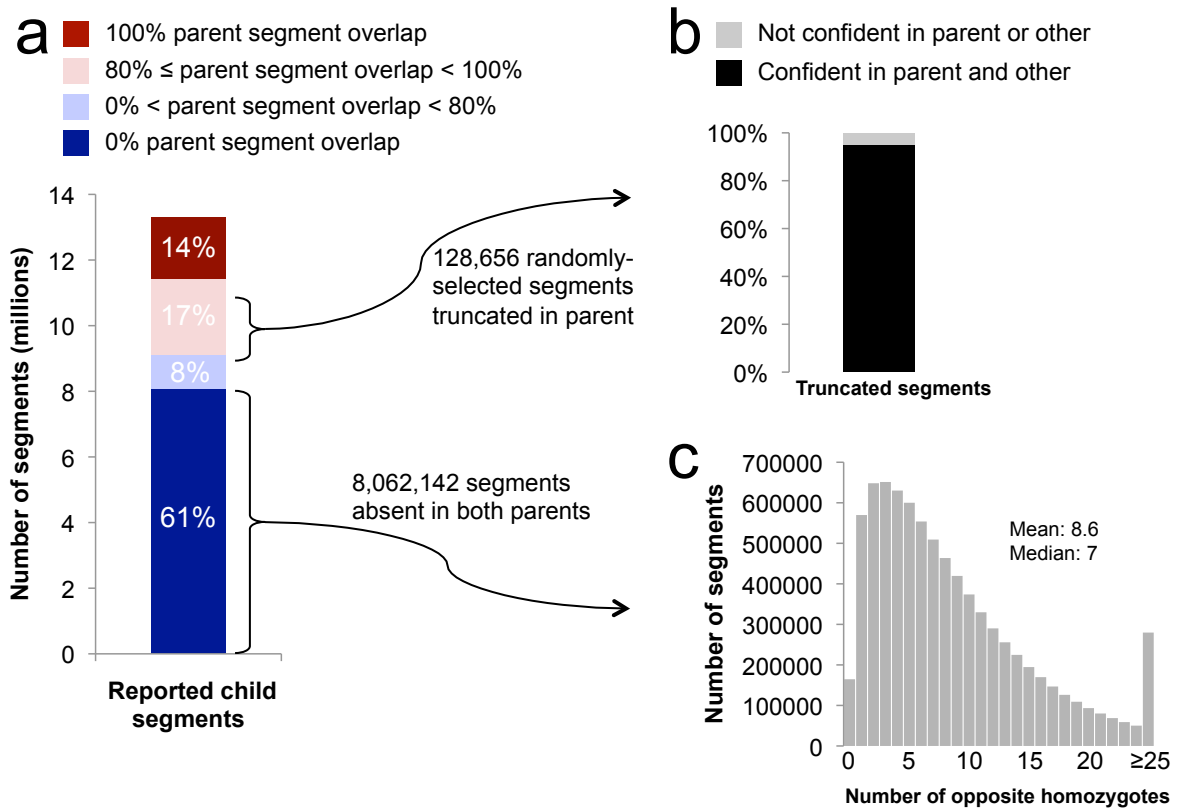 a
100% parent segment overlap
80% ≤ parent segment overlap < 100%
0% < parent segment overlap < 80%
0% parent segment overlap
Number of segments (millions)
14
12
10
8
6
4
2
0
14%
17%
8%
61%
Reported child
segments
128,656 randomly-
selected segments
truncated in parent
8,062,142 segments
absent in both parents
b
Not confident in parent or other
Confident in parent and other
100%
80%
60%
40%
20%
0%
Truncated segments
c
Number of segments
700000
600000
500000
400000
300000
200000
100000
0
Mean: 8.6
Median: 7
0 5 10 15 20 ≥25
Number of opposite homozygotes